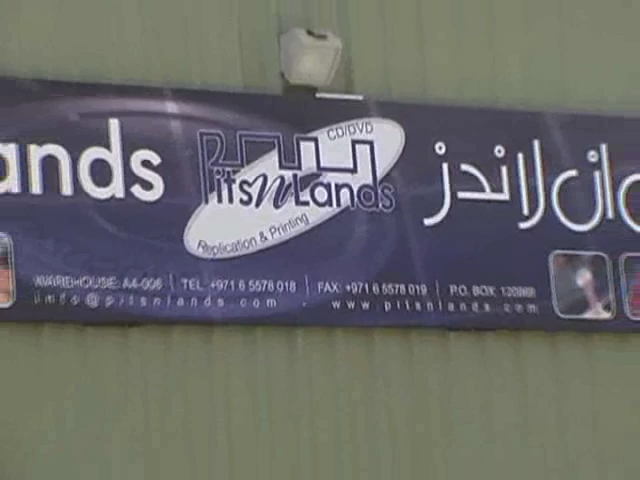 ands
CD/DVD
PitsnLands
Replication & Printing
ان لاندز
WAREHOUSE: A4-006 | TEL: +971 6 5578 018 | FAX: +971 6 5578 019 | P.O. BOX:
info@pitsnlands.com - www.pitsnlands.com